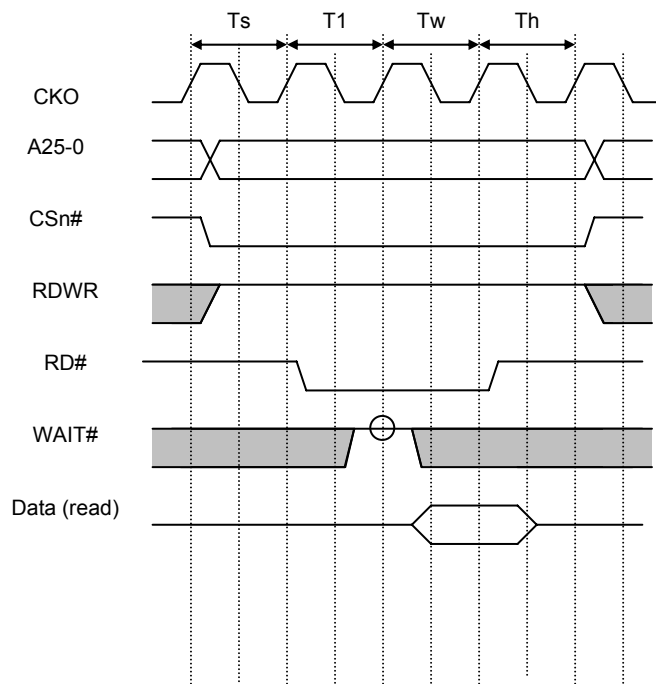 Ts T1 Tw Th
CKO
A25-0
CSn#
RDWR
RD#
WAIT#
Data (read)